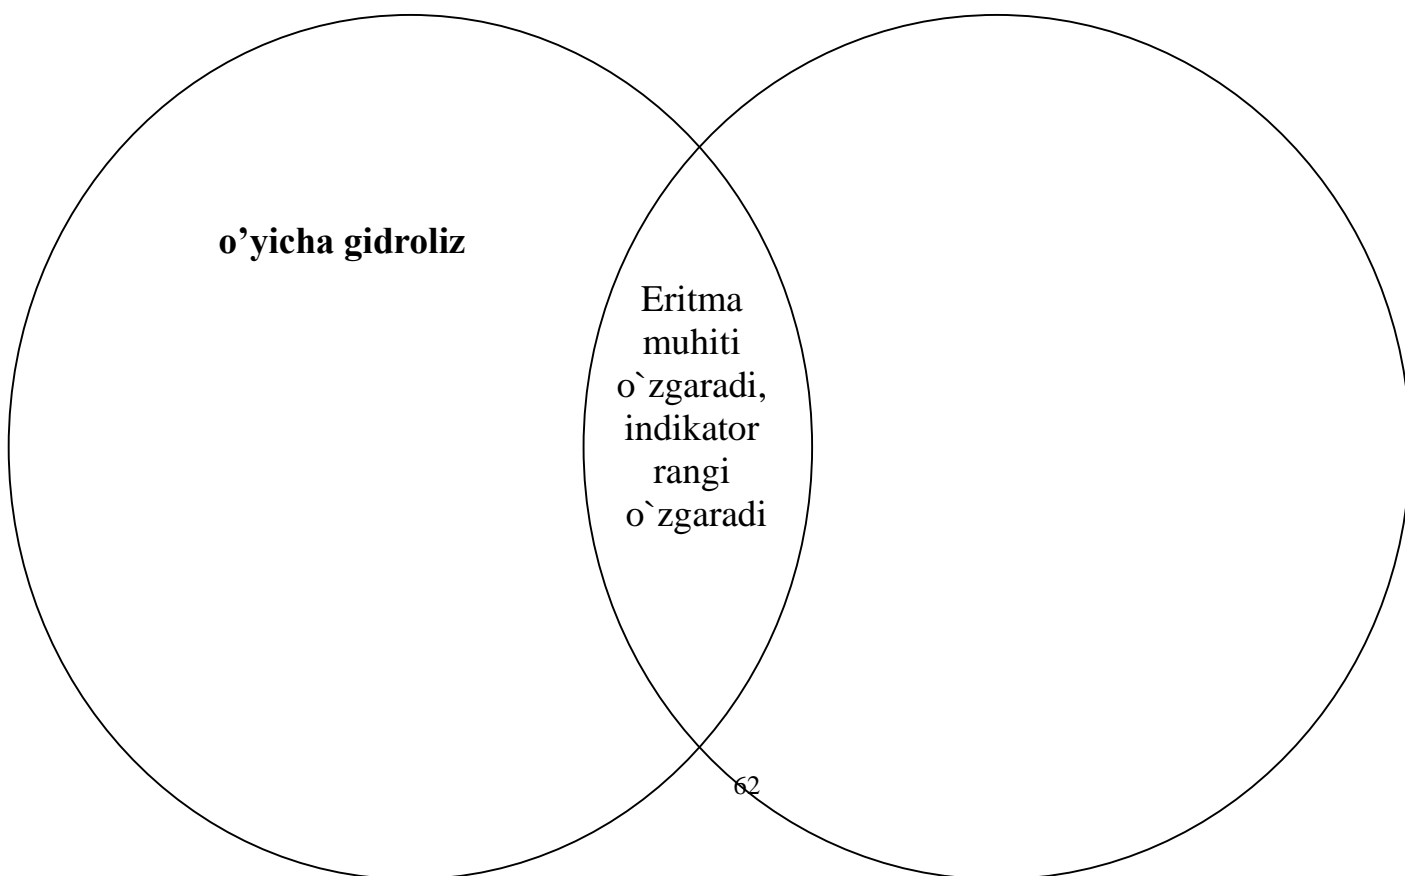 o’yicha gidroliz
Eritma
muhiti
o`zgaradi,
indikator
rangi
o`zgaradi
62